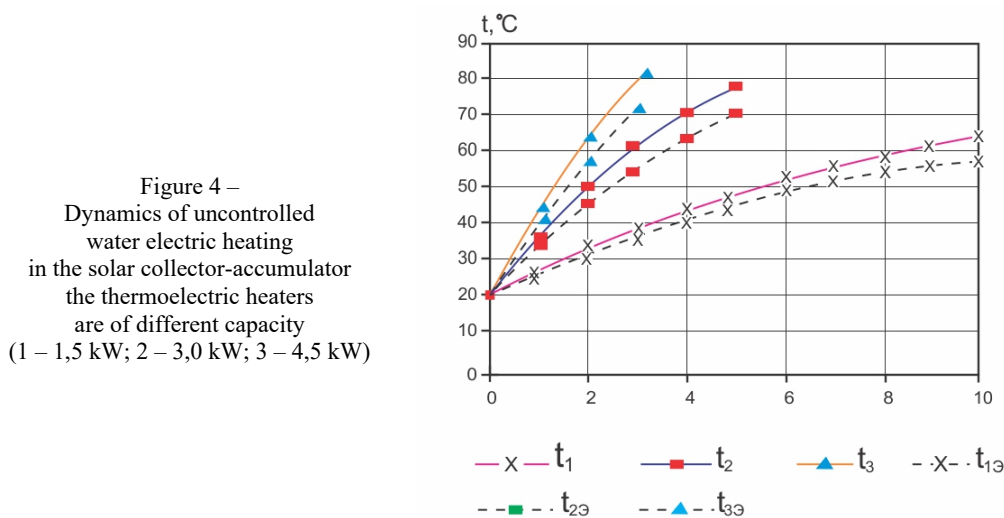 Figure 4 –
Dynamics of uncontrolled
water electric heating
in the solar collector-accumulator
the thermoelectric heaters
are of different capacity
(1 – 1,5 kW; 2 – 3,0 kW; 3 – 4,5 kW)
t,°C
90
80
70
60
50
40
30
20
10
0
0 2 4 6 8 10
t₁ t₂ t₃ t₁Э
t₂Э t₃Э